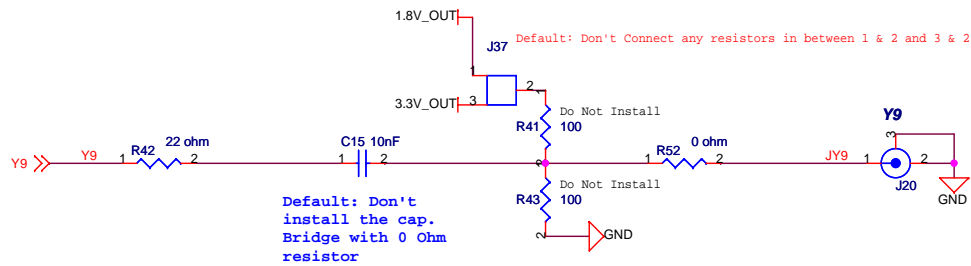 1.8V_OUT
J37
Default: Don't Connect any resistors in between 1 & 2 and 3 & 2
1
2
3.3V_OUT
3
1
Do Not Install
R41
100
2
Y9
Y9
Y9
1
R42
22 ohm
2
1
C15 10nF
2
1
R52
0 ohm
2
JY9
1
3
2
J20
GND
Do Not Install
R43
100
2
GND
Default: Don't
install the cap.
Bridge with 0 Ohm
resistor